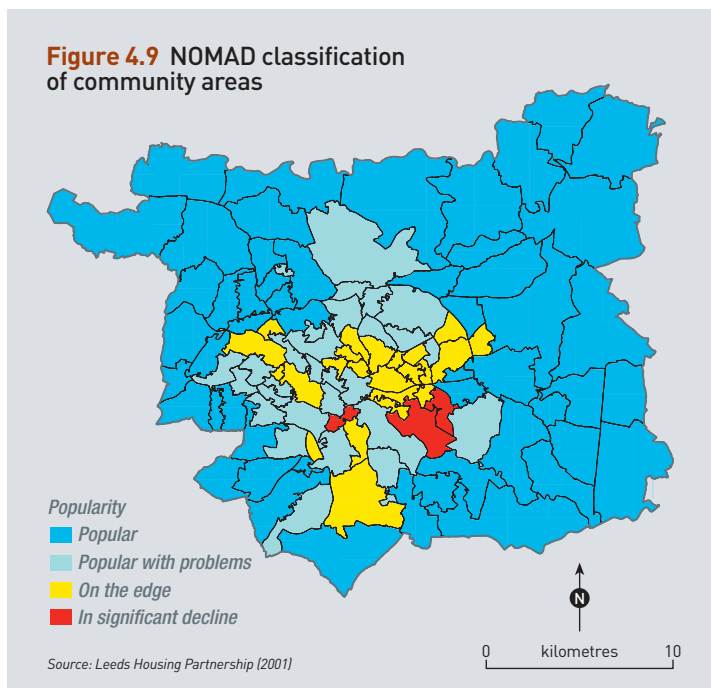 Figure 4.9 NOMAD classification
of community areas
Popularity
Popular
Popular with problems
On the edge
In significant decline
Source: Leeds Housing Partnership (2001)
N
0 kilometres 10